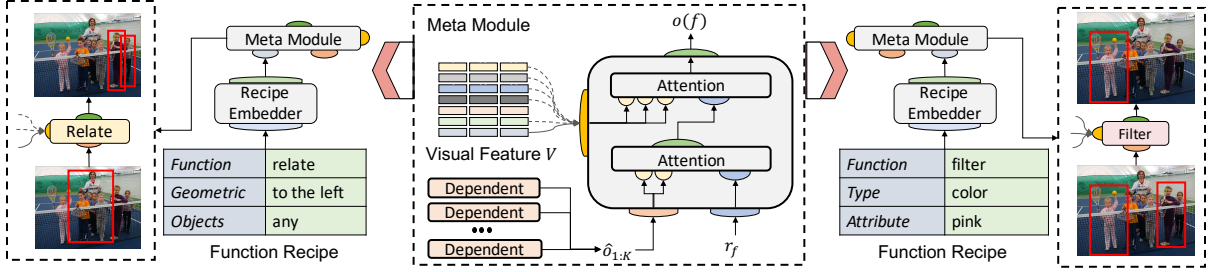 Relate
Meta Module
Recipe
Embedder
Function relate
Geometric to the left
Objects any
Function Recipe
Meta Module
Visual Feature V
Dependent
Dependent
•••
Dependent
o(f)
Attention
Attention
ô₁:K
r_f
Meta Module
Recipe
Embedder
Function filter
Type color
Attribute pink
Function Recipe
Filter